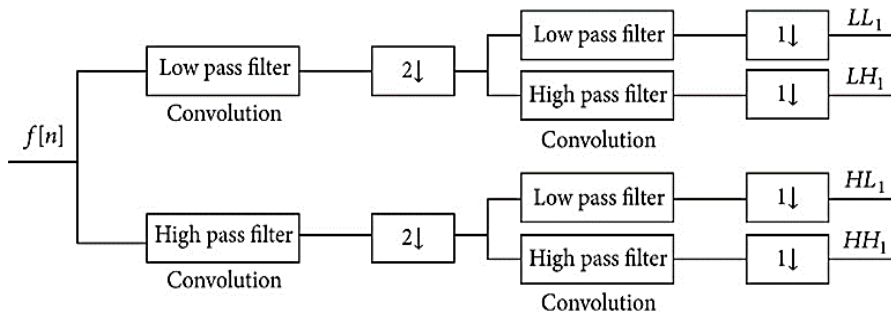 f[n]
Low pass filter
Convolution
2↓
Low pass filter
1↓
LL1
High pass filter
Convolution
1↓
LH1
High pass filter
Convolution
2↓
Low pass filter
1↓
HL1
High pass filter
Convolution
1↓
HH1